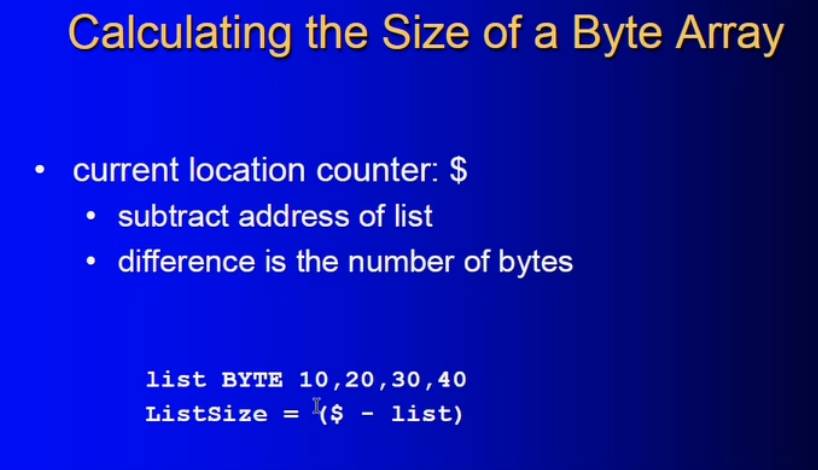 Calculating the Size of a Byte Array
• current location counter: $
• subtract address of list
• difference is the number of bytes
list BYTE 10,20,30,40
ListSize = ($ - list)